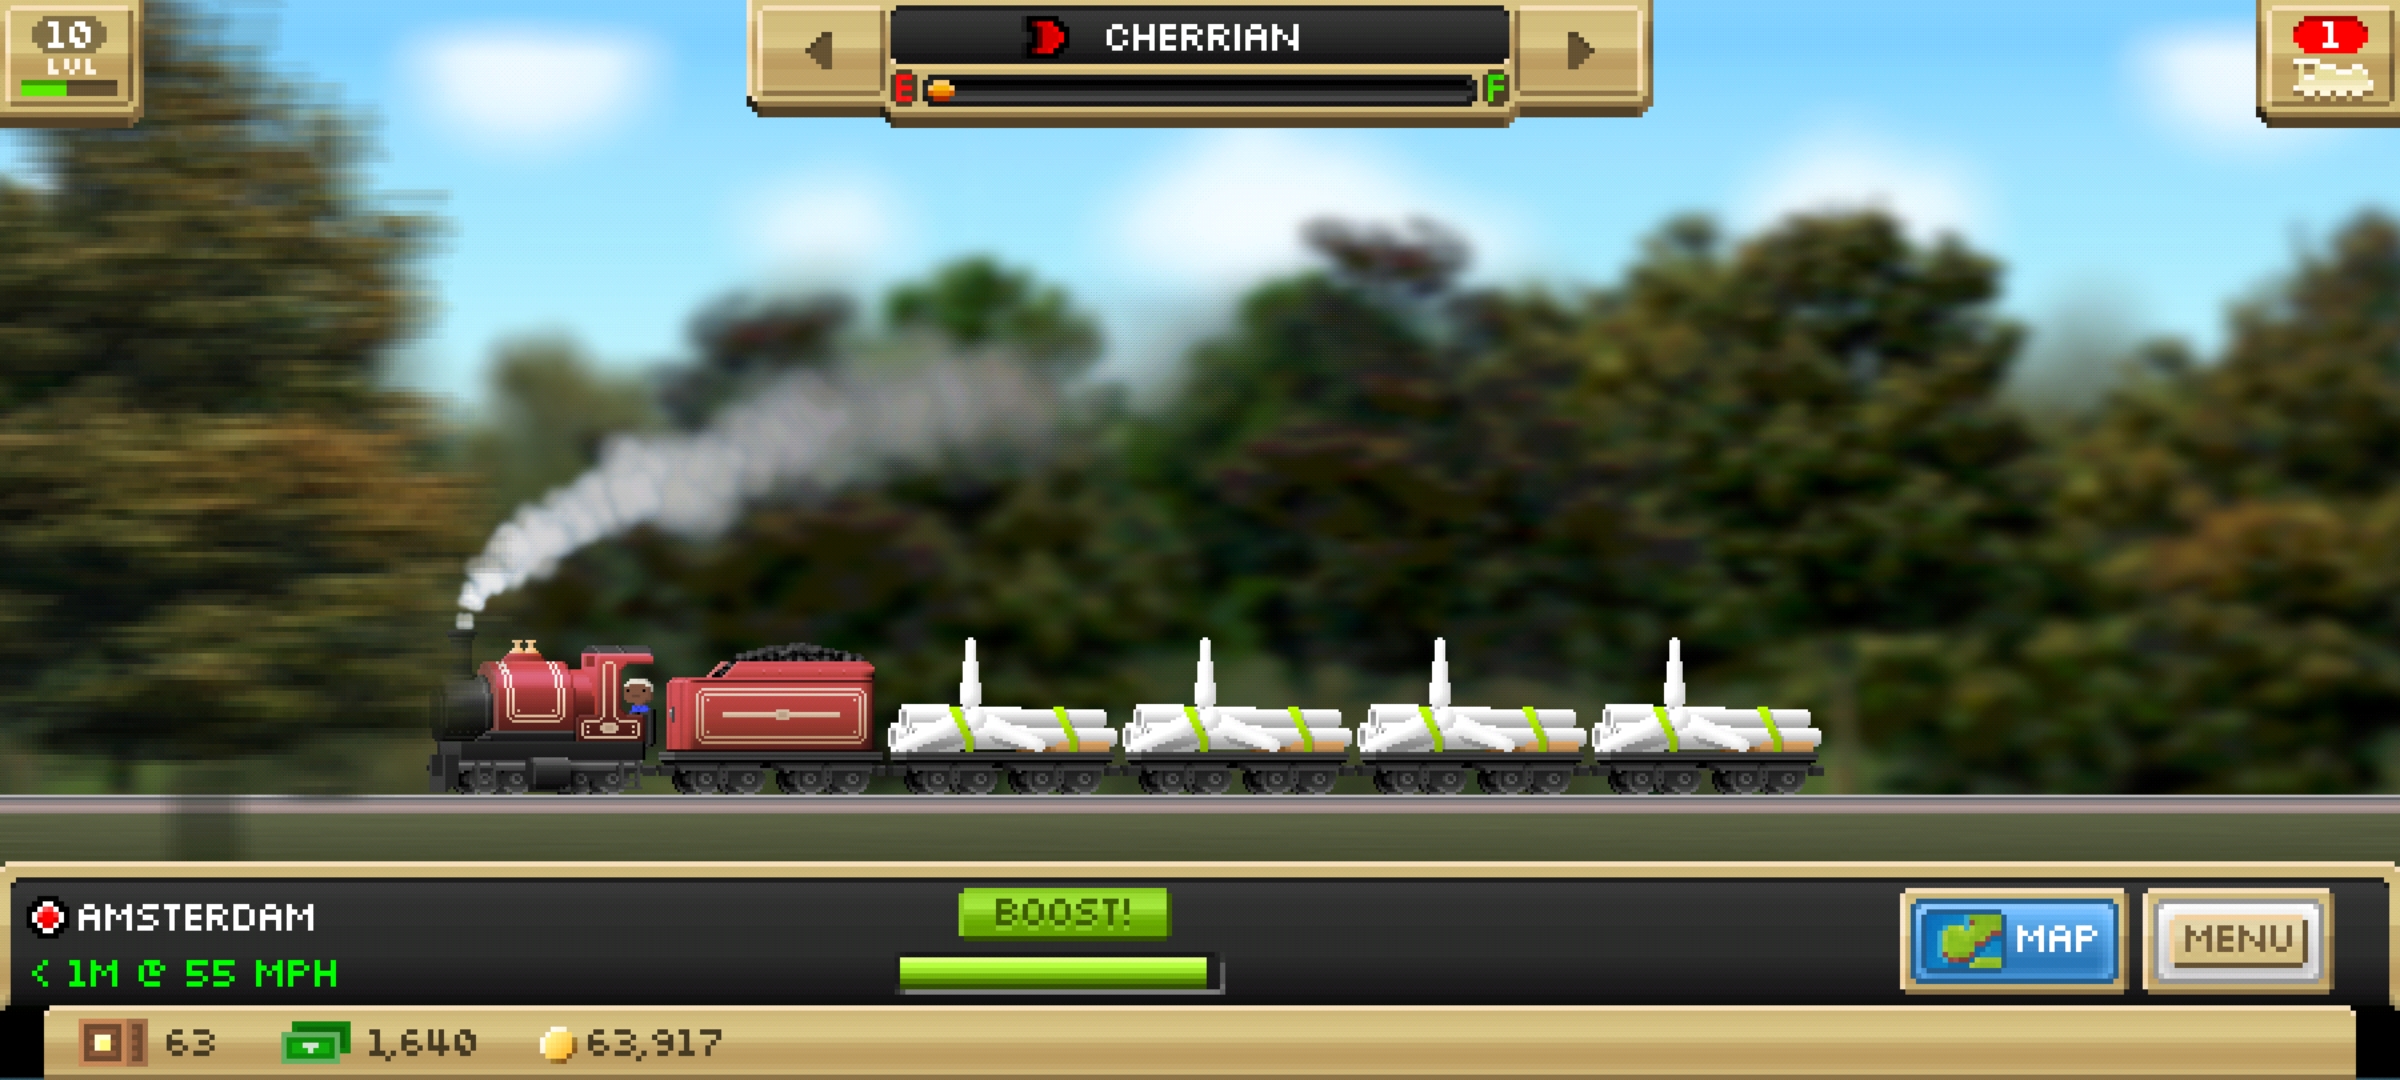 10
LVL
CHERRIAN
E F
1
AMSTERDAM
< 1M @ 55 MPH
BOOST!
MAP
MENU
63 1,640 63,917